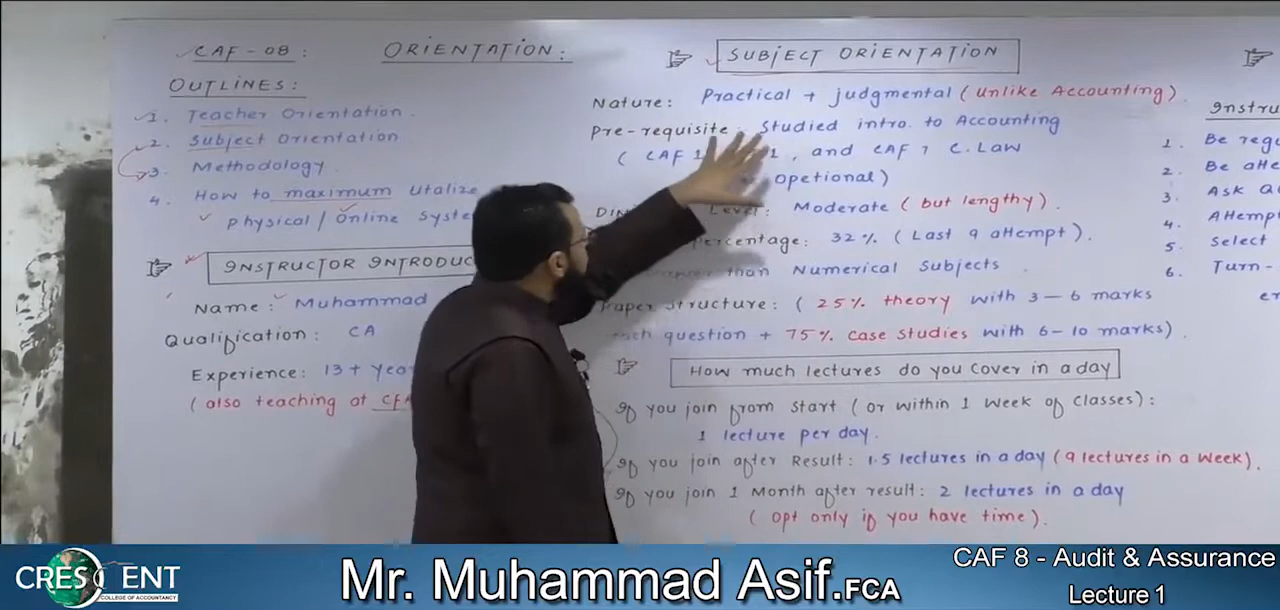 CAF - 08 :
ORIENTATION :
OUTLINES :
1. Teacher Orientation.
2. Subject Orientation
3. Methodology.
4. How to maximum Utalize
Physical / Online Syste
INSTRUCTOR INTRODUC
Name : Muhammad
Qualification : CA
Experience : 13 + Yea
( also teaching at CFA
SUBJECT ORIENTATION
Nature : Practical + judgmental ( Unlike Accounting ).
Pre-requisite : Studied intro. to Accounting
( CAF 1 , and CAF 7 C. Law
opetional )
Level : Moderate ( but lengthy ).
percentage : 32 % ( Last 9 attempt ).
than Numerical Subjects
Paper Structure : ( 25 % theory with 3 – 6 marks
each question + 75 % case studies with 6 – 10 marks ).
How much lectures do you cover in a day
If you join from Start ( or within 1 week of classes ) :
1 lecture per day.
If you join after Result : 1.5 lectures in a day ( 9 lectures in a week ).
If you join 1 Month after result : 2 lectures in a day
( opt only if you have time ).
Instru
1. Be regu
2. Be atte
3. Ask Qu
4. Attempt
5. Select
6. Turn -
CRESCENT
COLLEGE OF ACCOUNTANCY
Mr. Muhammad Asif.FCA
CAF 8 - Audit & Assurance
Lecture 1